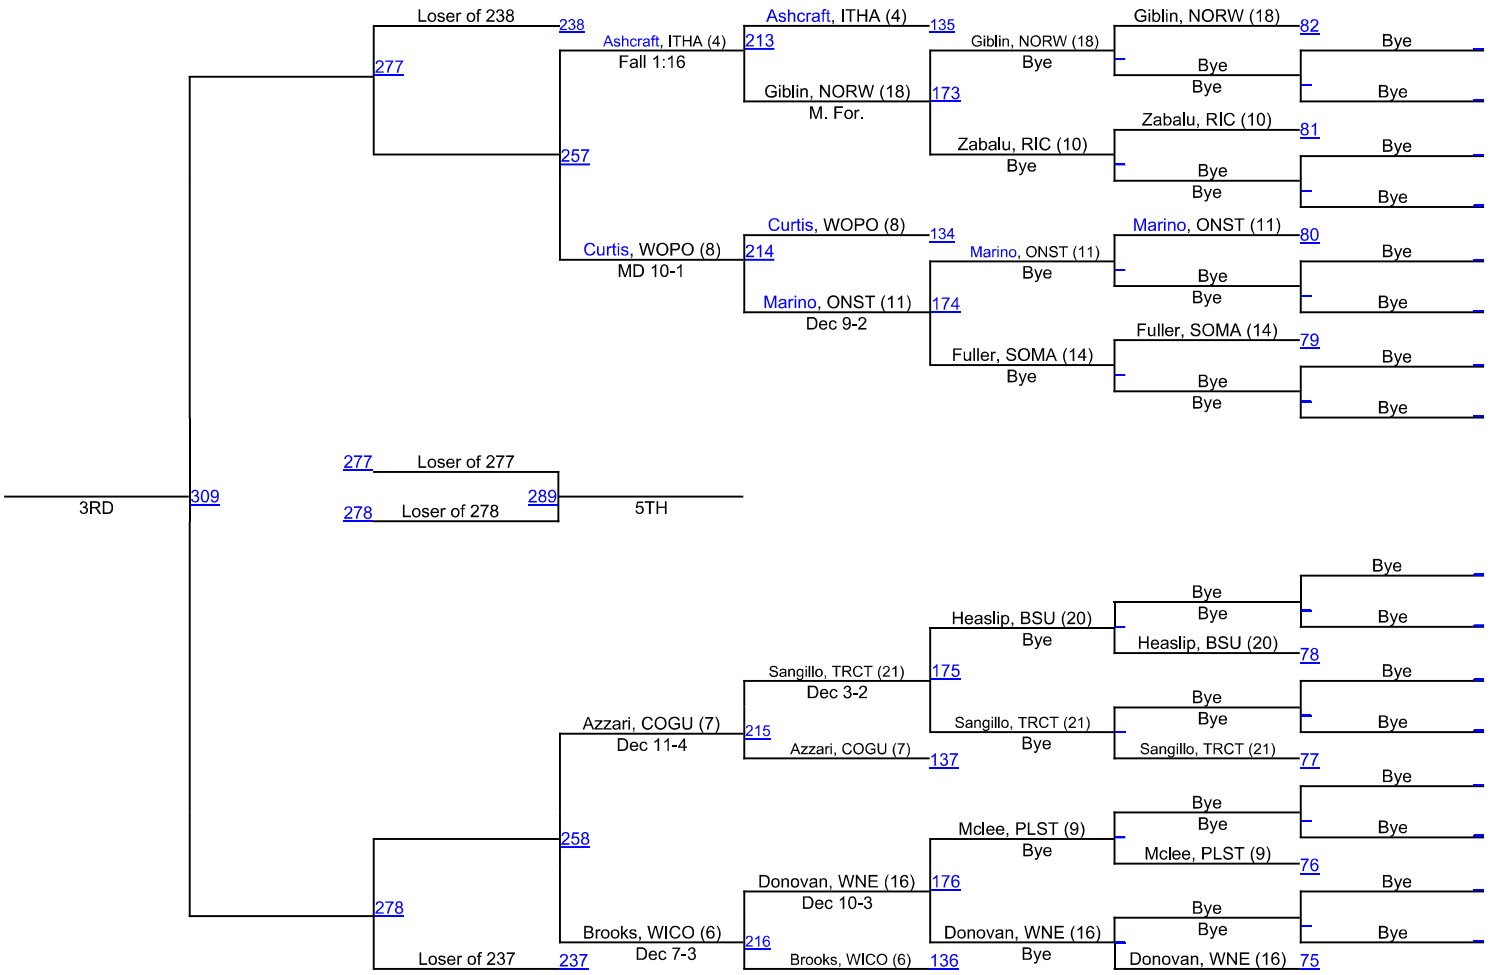 Loser of 238
238
Ashcraft, ITHA (4)
135
Giblin, NORW (18)
82
Bye
277
Ashcraft, ITHA (4)
213
Giblin, NORW (18)
Bye
Fall 1:16
Bye
Bye
Giblin, NORW (18)
173
Bye
M. For.
Zabalu, RIC (10)
81
Zabalu, RIC (10)
Bye
257
Bye
Bye
Bye
Bye
Curtis, WOPO (8)
134
Marino, ONST (11)
80
Curtis, WOPO (8)
214
Marino, ONST (11)
Bye
MD 10-1
Bye
Bye
Marino, ONST (11)
174
Bye
Bye
Dec 9-2
Fuller, SOMA (14)
79
Fuller, SOMA (14)
Bye
Bye
Bye
Bye
Bye
277
Loser of 277
3RD
309
289
5TH
278
Loser of 278
Bye
Bye
Heaslip, BSU (20)
Bye
Bye
Bye
Heaslip, BSU (20)
78
Sangillo, TRCT (21)
175
Bye
Dec 3-2
Bye
Azzari, COGU (7)
215
Sangillo, TRCT (21)
Bye
Bye
Dec 11-4
Bye
Azzari, COGU (7)
137
Sangillo, TRCT (21)
77
Bye
Bye
258
Mclee, PLST (9)
Bye
Bye
Bye
Mclee, PLST (9)
76
Donovan, WNE (16)
176
Bye
278
Dec 10-3
Bye
Brooks, WICO (6)
216
Donovan, WNE (16)
Bye
Bye
Dec 7-3
Bye
Loser of 237
237
Brooks, WICO (6)
136
Donovan, WNE (16)
75